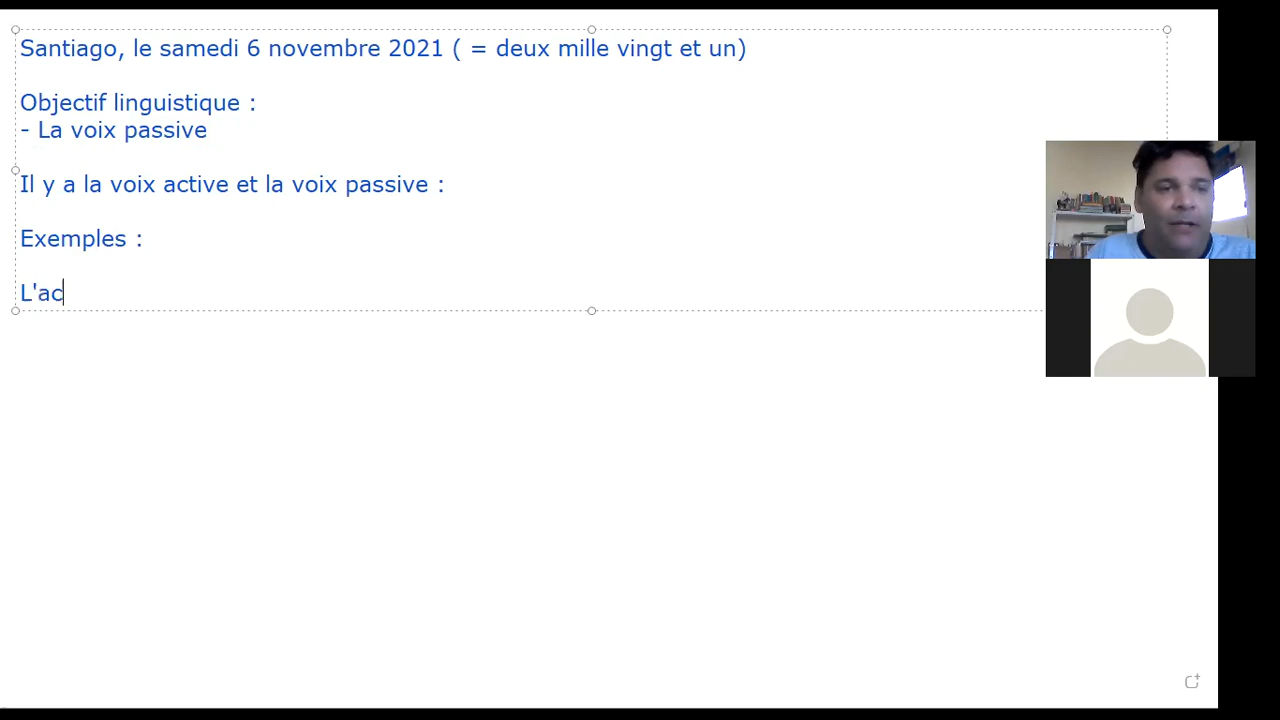 Santiago, le samedi 6 novembre 2021 ( = deux mille vingt et un)
Objectif linguistique :
- La voix passive
Il y a la voix active et la voix passive :
Exemples :
L'ac